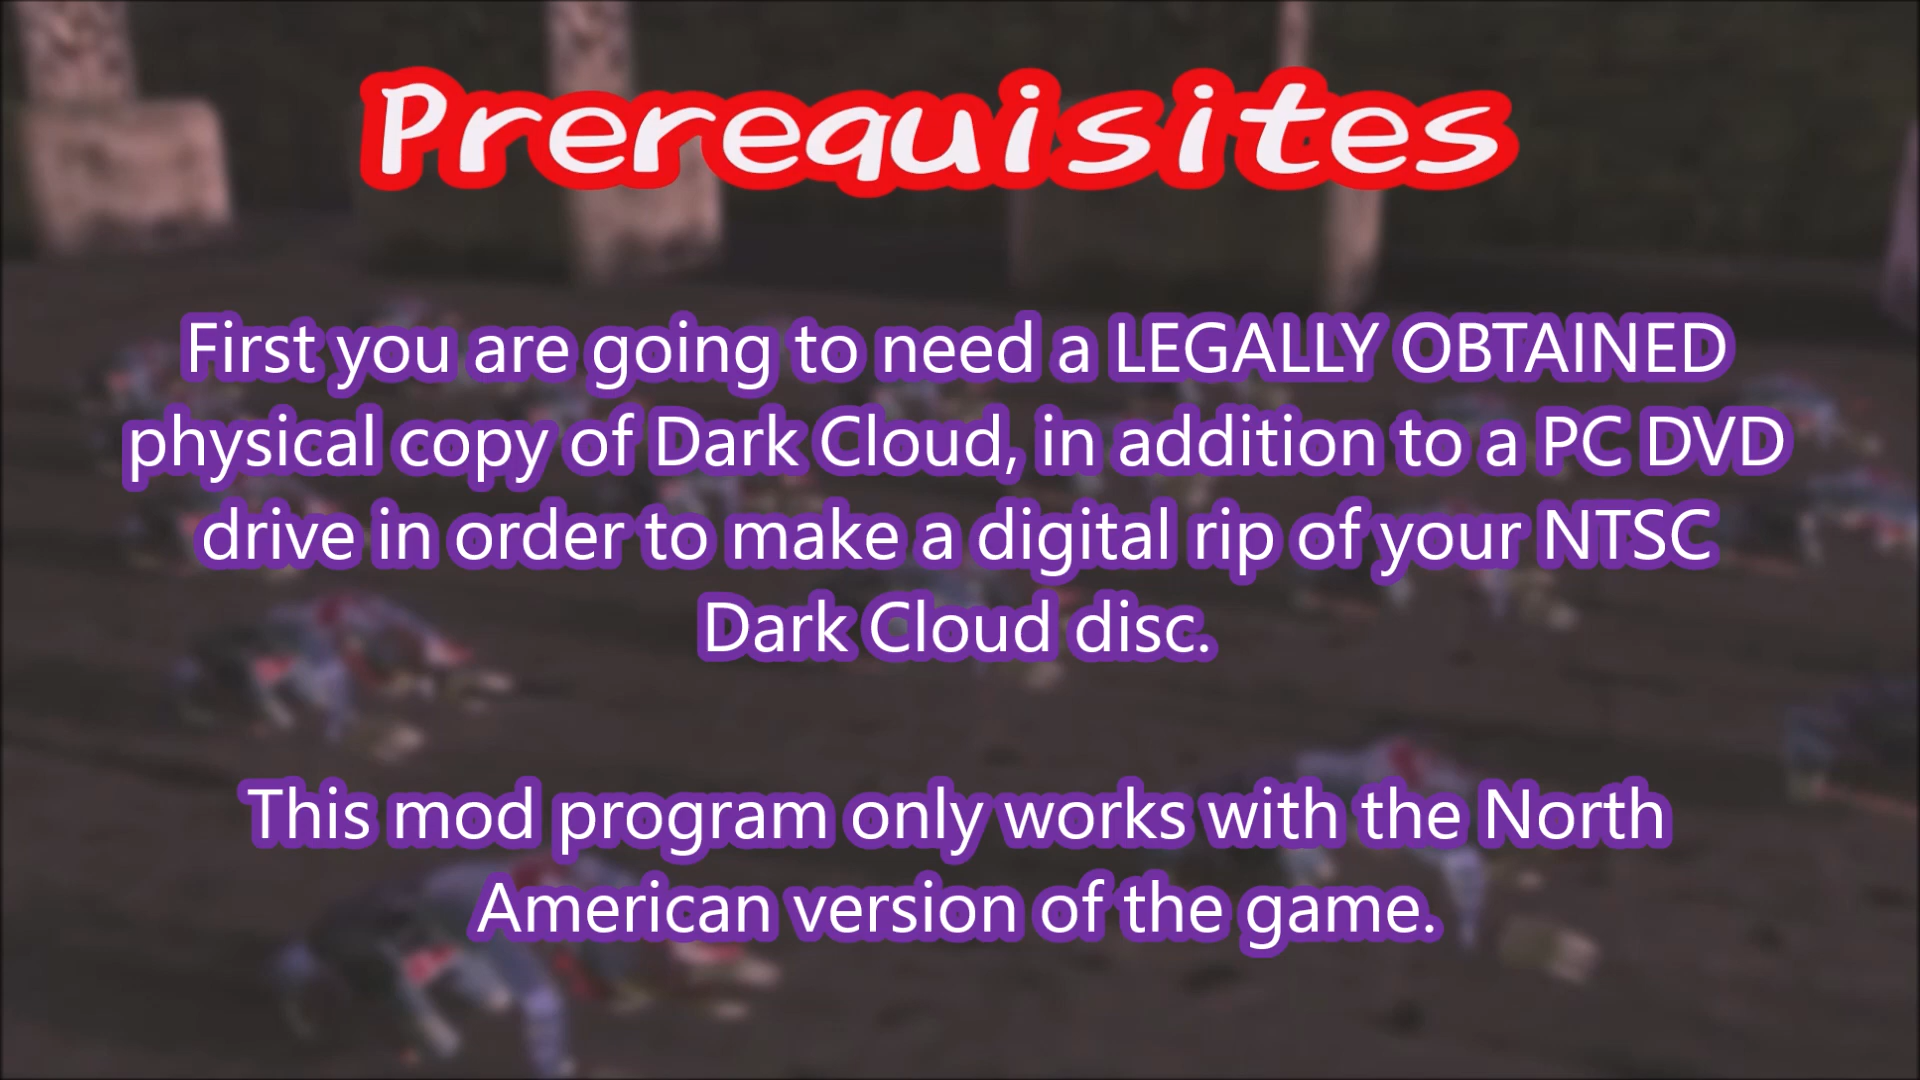 Prerequisites
First you are going to need a LEGALLY OBTAINED
physical copy of Dark Cloud, in addition to a PC DVD
drive in order to make a digital rip of your NTSC
Dark Cloud disc.
This mod program only works with the North
American version of the game.